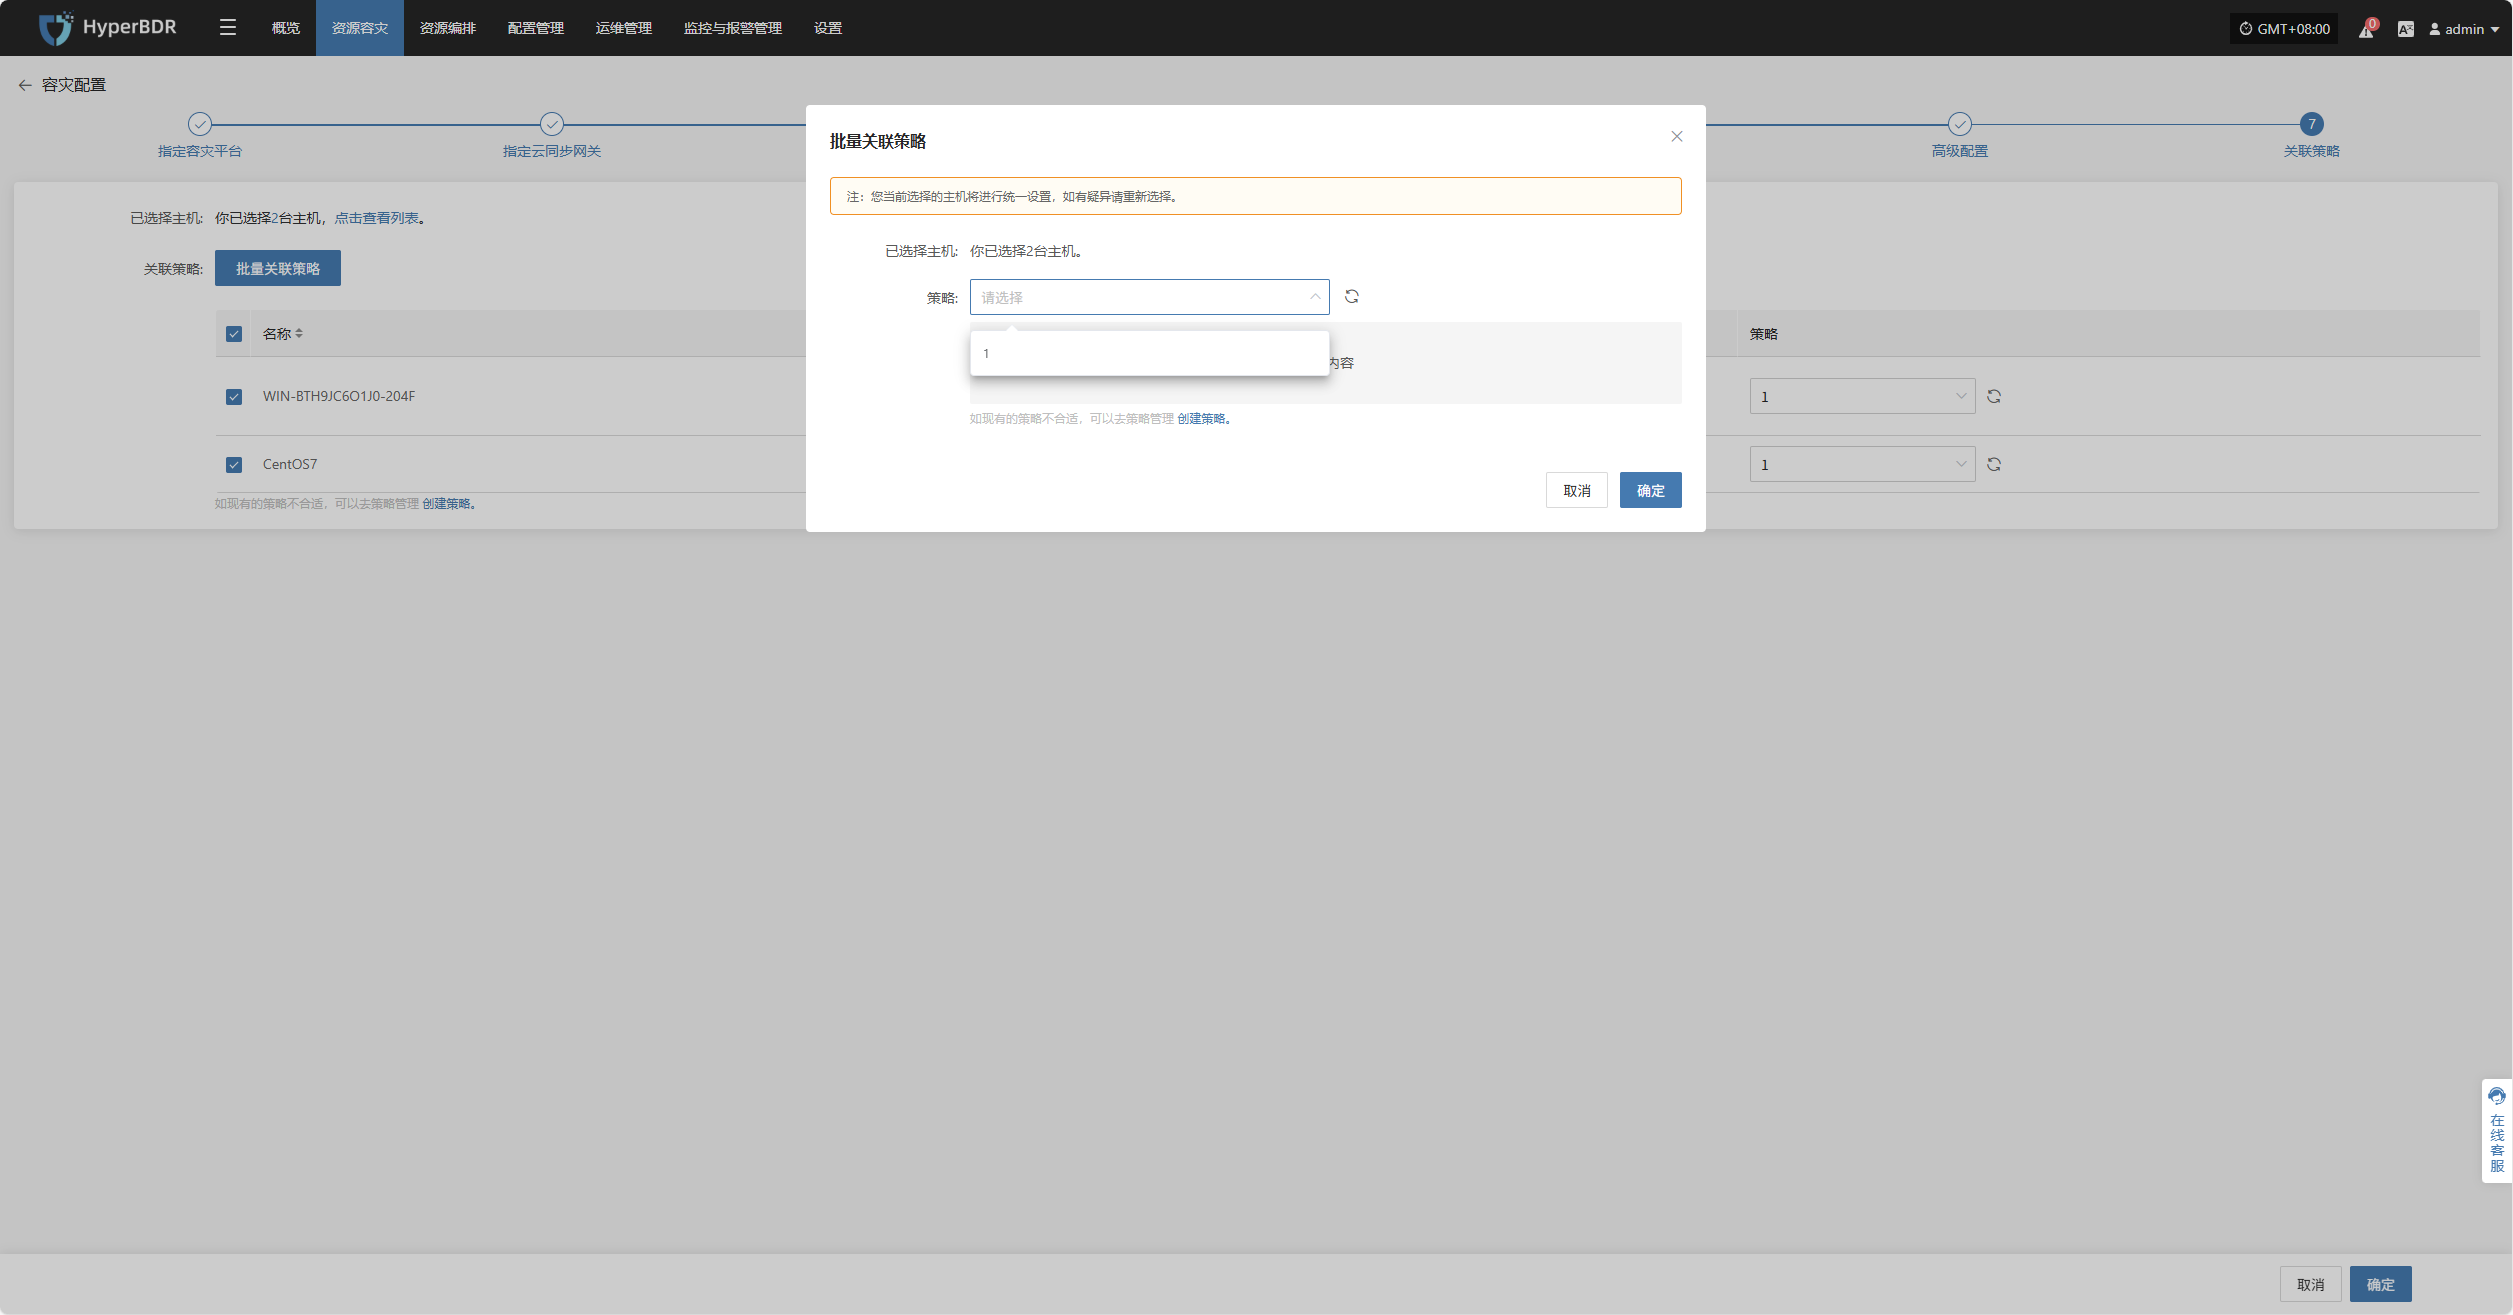 HyperBDR 概览 资源容灾 资源编排 配置管理 运维管理 监控与报警管理 设置 GMT+08:00 0 admin
容灾配置
7
指定容灾平台 指定云同步网关 高级配置 关联策略
批量关联策略
注：您当前选择的主机将进行统一设置，如有疑异请重新选择。
已选择主机: 你已选择2台主机。
策略: 请选择
1
内容
如现有的策略不合适，可以去策略管理 创建策略。
取消 确定
已选择主机: 你已选择2台主机，点击查看列表。
关联策略: 批量关联策略
名称 策略
WIN-BTH9JC6O1J0-204F 1
CentOS7 1
如现有的策略不合适，可以去策略管理 创建策略。
在线客服
取消 确定